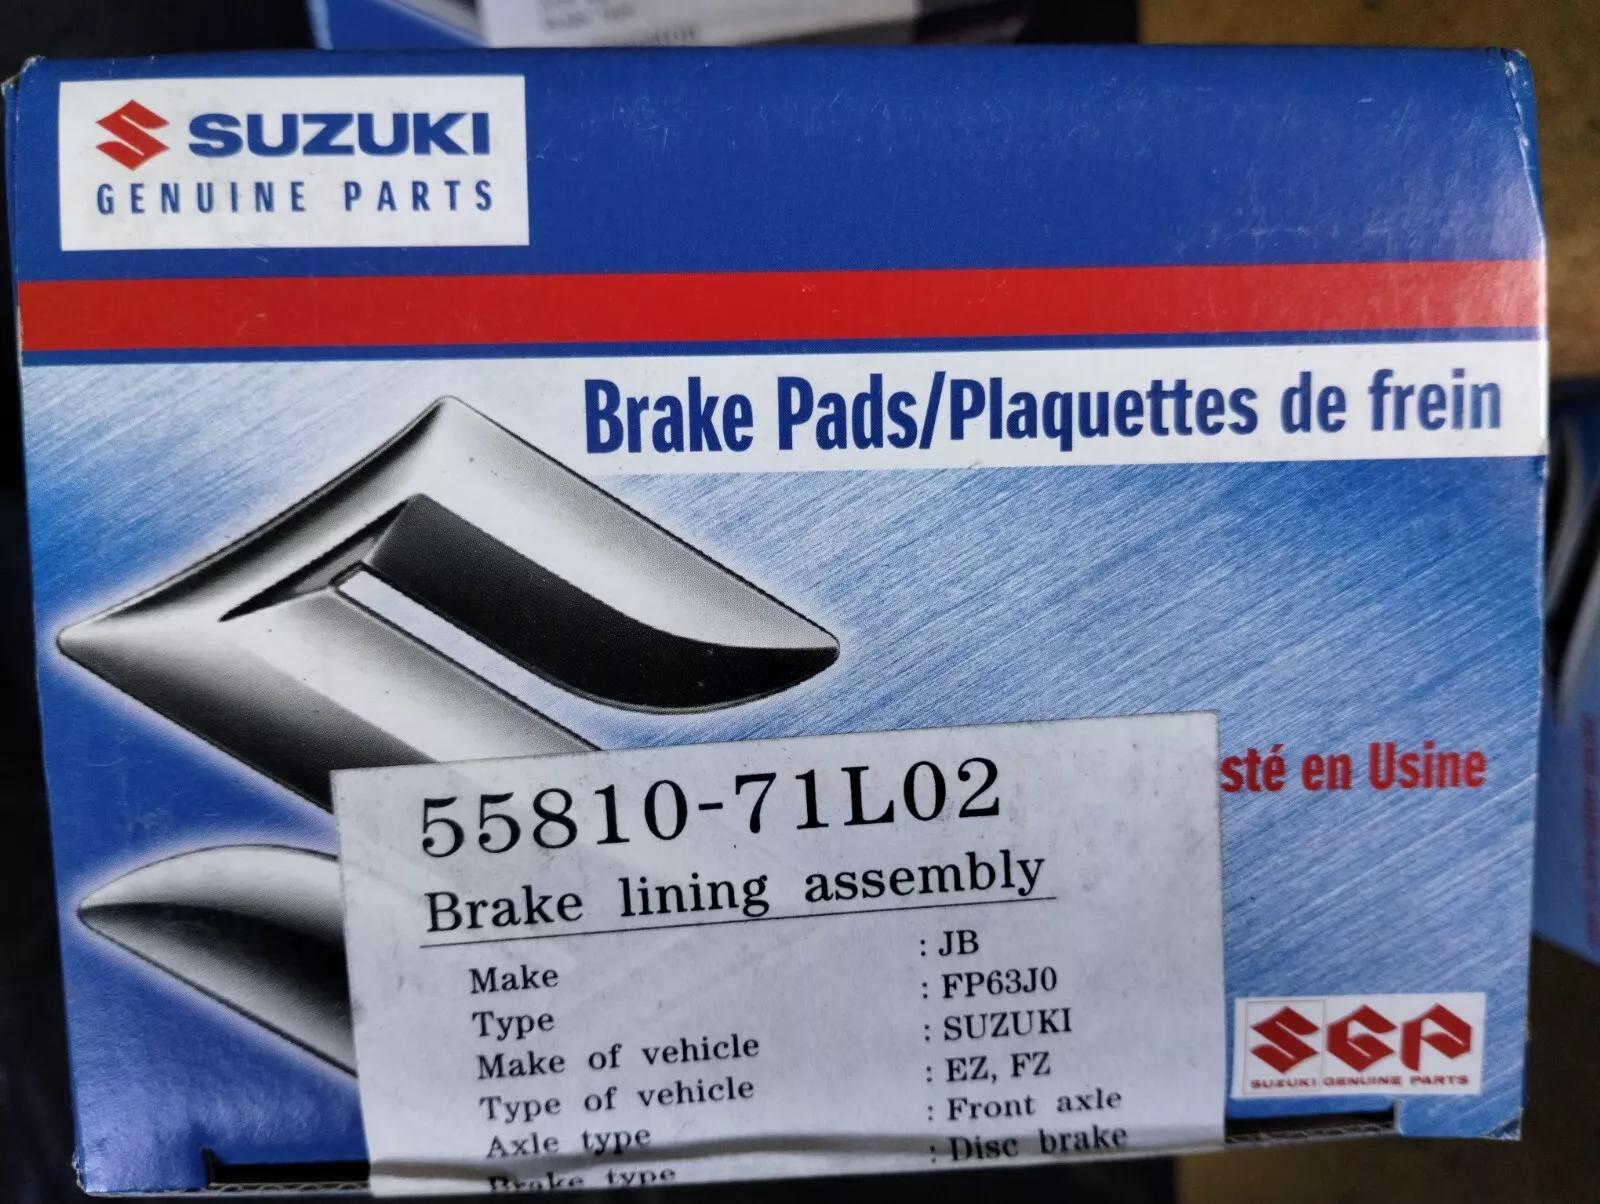 SUZUKI
GENUINE PARTS
Brake Pads/Plaquettes de frein
sté en Usine
55810-71L02
Brake lining assembly
Make : JB
Type : FP63J0
Make of vehicle : SUZUKI
Type of vehicle : EZ, FZ
Axle type : Front axle
Brake type : Disc brake
SGP
SUZUKI GENUINE PARTS